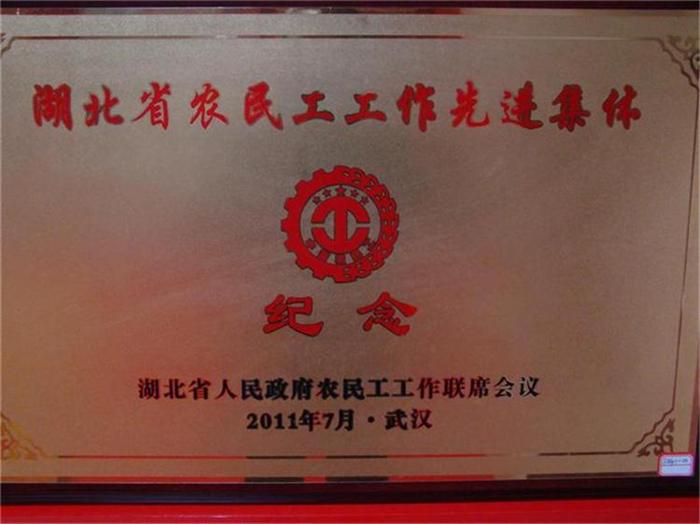 湖北省农民工工作先进集体
纪念
湖北省人民政府农民工工作联席会议
2011年7月·武汉